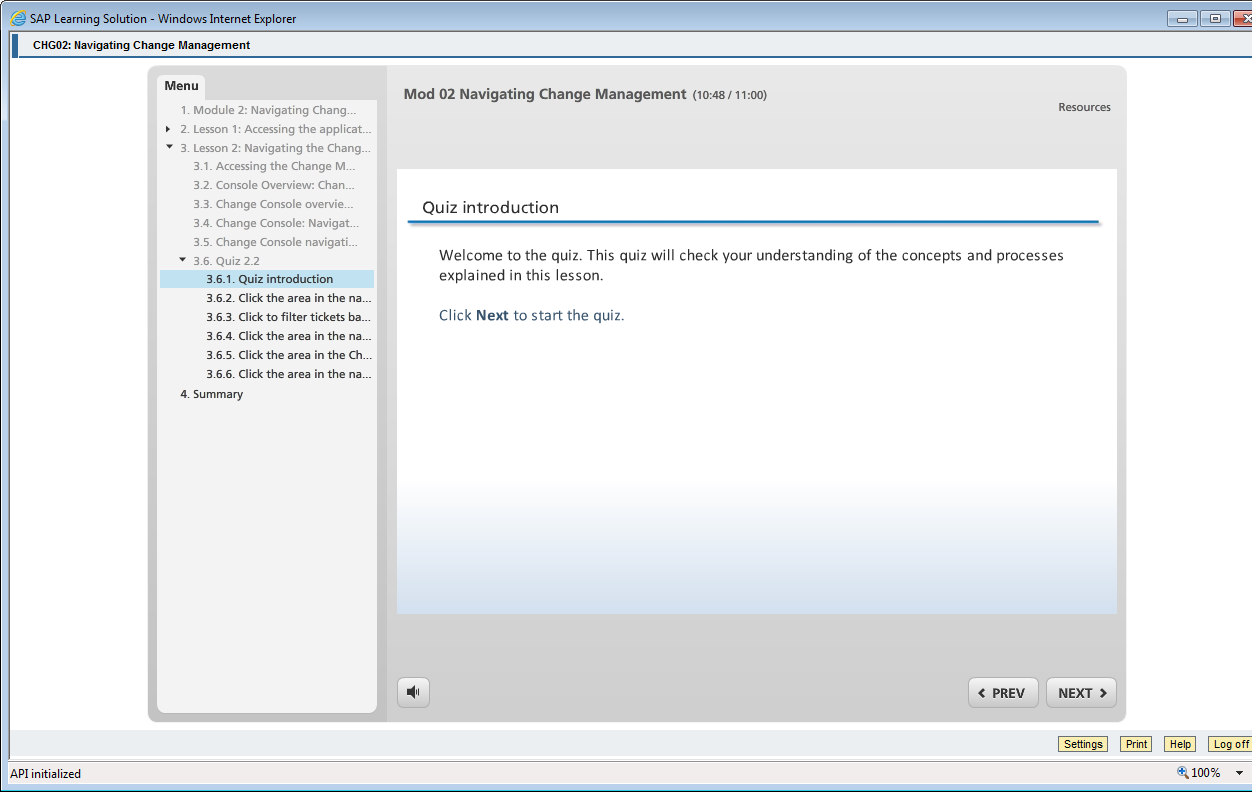 SAP Learning Solution - Windows Internet Explorer
CHG02: Navigating Change Management
Menu
1. Module 2: Navigating Chang...
2. Lesson 1: Accessing the applicat...
3. Lesson 2: Navigating the Chang...
3.1. Accessing the Change M...
3.2. Console Overview: Chan...
3.3. Change Console overvie...
3.4. Change Console: Navigat...
3.5. Change Console navigati...
3.6. Quiz 2.2
3.6.1. Quiz introduction
3.6.2. Click the area in the na...
3.6.3. Click to filter tickets ba...
3.6.4. Click the area in the na...
3.6.5. Click the area in the Ch...
3.6.6. Click the area in the na...
4. Summary
Mod 02 Navigating Change Management (10:48 / 11:00)
Resources
Quiz introduction
Welcome to the quiz. This quiz will check your understanding of the concepts and processes
explained in this lesson.
Click Next to start the quiz.
PREV
NEXT
Settings
Print
Help
Log off
API initialized
100%